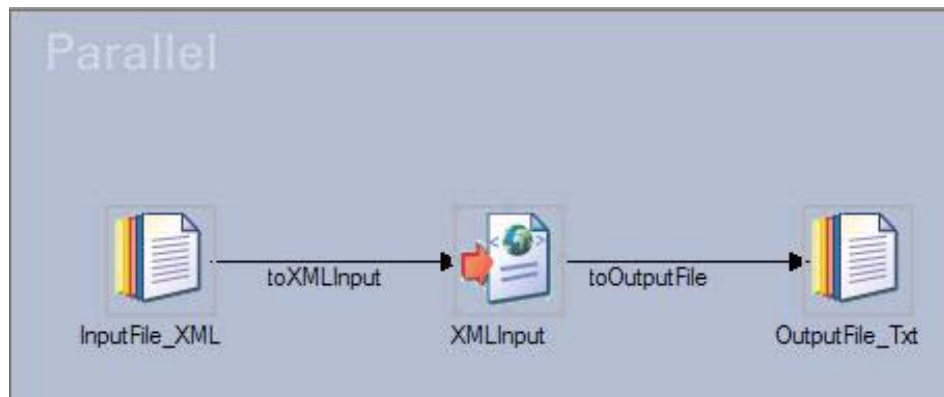 Parallel
toXMLInput
toOutputFile
InputFile_XML
XMLInput
OutputFile_Txt